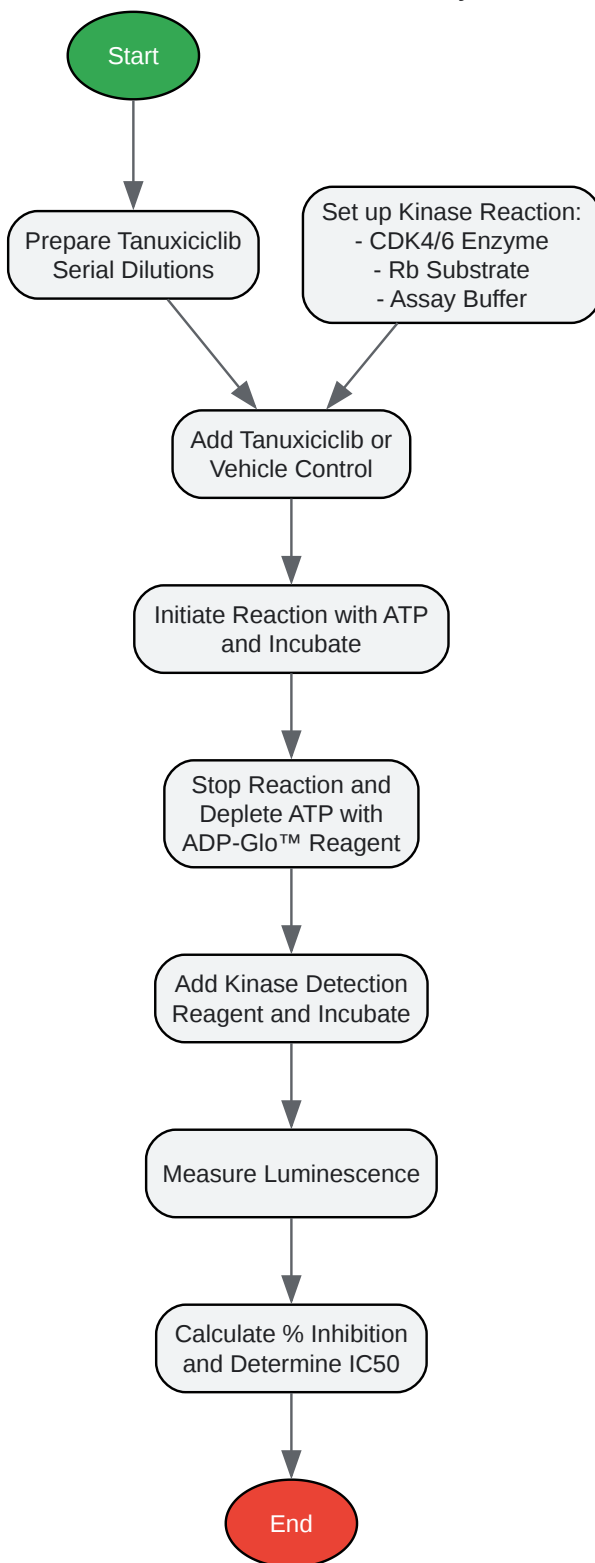 Start
Prepare Tanuxiciclib
Serial Dilutions
Set up Kinase Reaction:
- CDK4/6 Enzyme
- Rb Substrate
- Assay Buffer
Add Tanuxiciclib or
Vehicle Control
Initiate Reaction with ATP
and Incubate
Stop Reaction and
Deplete ATP with
ADP-Glo™ Reagent
Add Kinase Detection
Reagent and Incubate
Measure Luminescence
Calculate % Inhibition
and Determine IC50
End